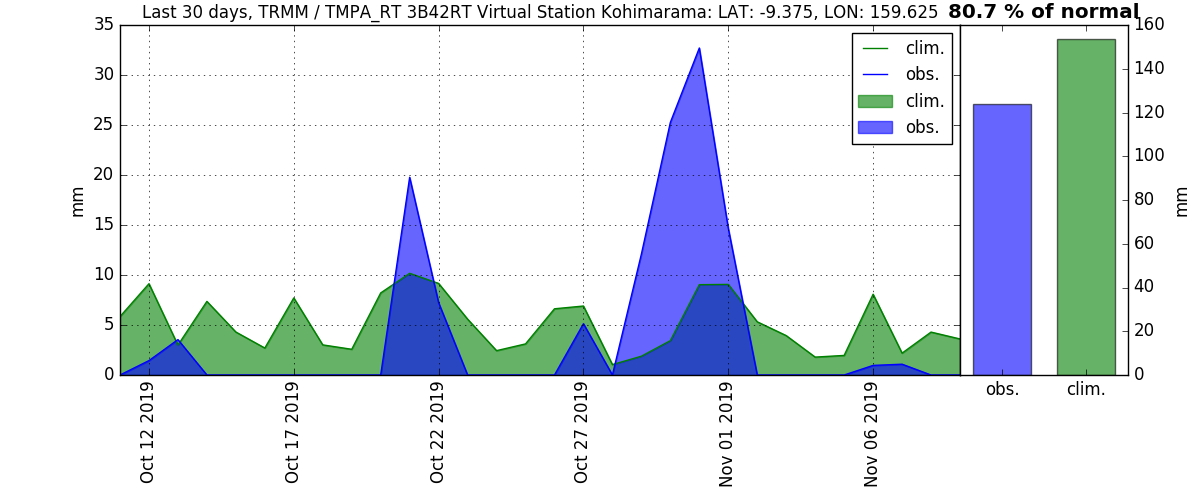 Last 30 days, TRMM / TMPA_RT 3B42RT Virtual Station Kohimarama: LAT: -9.375, LON: 159.625 80.7 % of normal
35
30
25
20
15
10
5
0
mm
clim.
obs.
clim.
obs.
Oct 12 2019
Oct 17 2019
Oct 22 2019
Oct 27 2019
Nov 01 2019
Nov 06 2019
160
140
120
100
80
60
40
20
0
mm
obs.
clim.